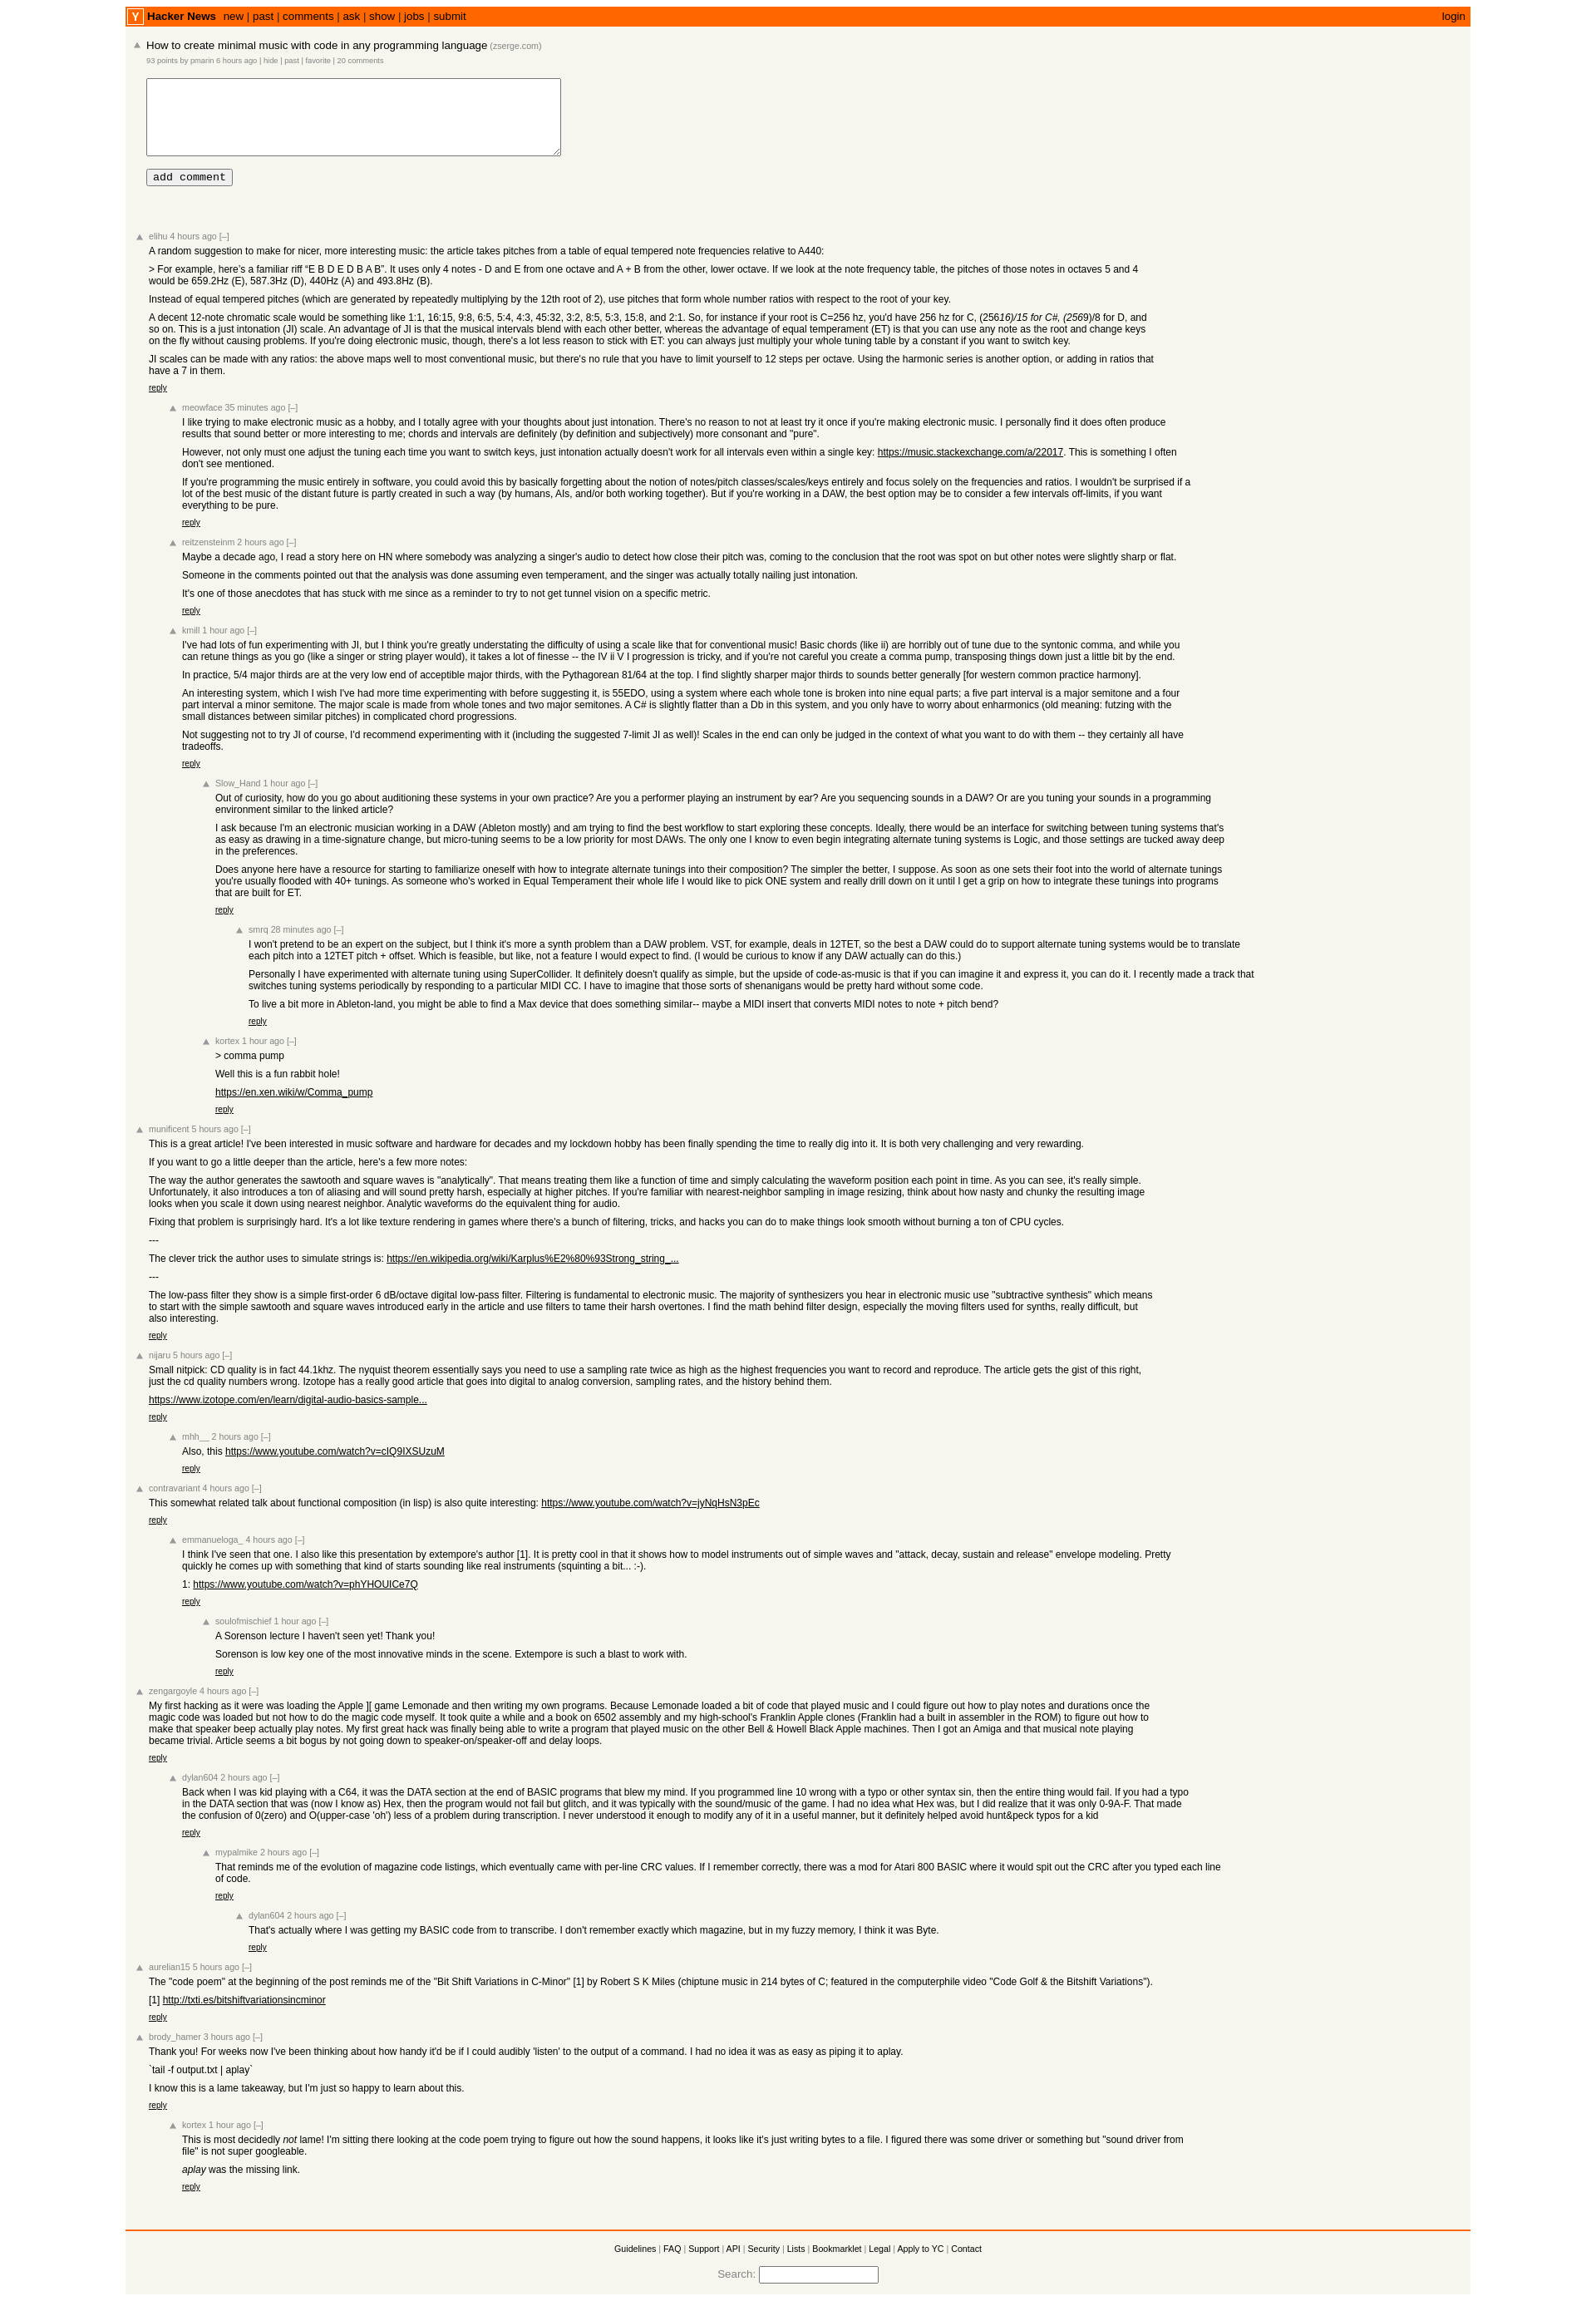 Y Hacker News new | past | comments | ask | show | jobs | submit login
How to create minimal music with code in any programming language (zserge.com)
93 points by pmarin 6 hours ago | hide | past | favorite | 20 comments
add comment
elihu 4 hours ago [–]
A random suggestion to make for nicer, more interesting music: the article takes pitches from a table of equal tempered note frequencies relative to A440:
> For example, here's a familiar riff “E B D E D B A B”. It uses only 4 notes - D and E from one octave and A + B from the other, lower octave. If we look at the note frequency table, the pitches of those notes in octaves 5 and 4
would be 659.2Hz (E), 587.3Hz (D), 440Hz (A) and 493.8Hz (B).
Instead of equal tempered pitches (which are generated by repeatedly multiplying by the 12th root of 2), use pitches that form whole number ratios with respect to the root of your key.
A decent 12-note chromatic scale would be something like 1:1, 16:15, 9:8, 6:5, 5:4, 4:3, 45:32, 3:2, 8:5, 5:3, 15:8, and 2:1. So, for instance if your root is C=256 hz, you'd have 256 hz for C, (25616)/15 for C#, (2569)/8 for D, and
so on. This is a just intonation (JI) scale. An advantage of JI is that the musical intervals blend with each other better, whereas the advantage of equal temperament (ET) is that you can use any note as the root and change keys
on the fly without causing problems. If you're doing electronic music, though, there's a lot less reason to stick with ET: you can always just multiply your whole tuning table by a constant if you want to switch key.
JI scales can be made with any ratios: the above maps well to most conventional music, but there's no rule that you have to limit yourself to 12 steps per octave. Using the harmonic series is another option, or adding in ratios that
have a 7 in them.
reply
meowface 35 minutes ago [–]
I like trying to make electronic music as a hobby, and I totally agree with your thoughts about just intonation. There's no reason to not at least try it once if you're making electronic music. I personally find it does often produce
results that sound better or more interesting to me; chords and intervals are definitely (by definition and subjectively) more consonant and "pure".
However, not only must one adjust the tuning each time you want to switch keys, just intonation actually doesn't work for all intervals even within a single key: https://music.stackexchange.com/a/22017. This is something I often
don't see mentioned.
If you're programming the music entirely in software, you could avoid this by basically forgetting about the notion of notes/pitch classes/scales/keys entirely and focus solely on the frequencies and ratios. I wouldn't be surprised if a
lot of the best music of the distant future is partly created in such a way (by humans, AIs, and/or both working together). But if you're working in a DAW, the best option may be to consider a few intervals off-limits, if you want
everything to be pure.
reply
reitzensteinm 2 hours ago [–]
Maybe a decade ago, I read a story here on HN where somebody was analyzing a singer's audio to detect how close their pitch was, coming to the conclusion that the root was spot on but other notes were slightly sharp or flat.
Someone in the comments pointed out that the analysis was done assuming even temperament, and the singer was actually totally nailing just intonation.
It's one of those anecdotes that has stuck with me since as a reminder to try to not get tunnel vision on a specific metric.
reply
kmill 1 hour ago [–]
I've had lots of fun experimenting with JI, but I think you're greatly understating the difficulty of using a scale like that for conventional music! Basic chords (like ii) are horribly out of tune due to the syntonic comma, and while you
can retune things as you go (like a singer or string player would), it takes a lot of finesse -- the IV ii V I progression is tricky, and if you're not careful you create a comma pump, transposing things down just a little bit by the end.
In practice, 5/4 major thirds are at the very low end of acceptible major thirds, with the Pythagorean 81/64 at the top. I find slightly sharper major thirds to sounds better generally [for western common practice harmony].
An interesting system, which I wish I've had more time experimenting with before suggesting it, is 55EDO, using a system where each whole tone is broken into nine equal parts; a five part interval is a major semitone and a four
part interval a minor semitone. The major scale is made from whole tones and two major semitones. A C# is slightly flatter than a Db in this system, and you only have to worry about enharmonics (old meaning: futzing with the
small distances between similar pitches) in complicated chord progressions.
Not suggesting not to try JI of course, I'd recommend experimenting with it (including the suggested 7-limit JI as well)! Scales in the end can only be judged in the context of what you want to do with them -- they certainly all have
tradeoffs.
reply
Slow_Hand 1 hour ago [–]
Out of curiosity, how do you go about auditioning these systems in your own practice? Are you a performer playing an instrument by ear? Are you sequencing sounds in a DAW? Or are you tuning your sounds in a programming
environment similar to the linked article?
I ask because I'm an electronic musician working in a DAW (Ableton mostly) and am trying to find the best workflow to start exploring these concepts. Ideally, there would be an interface for switching between tuning systems that's
as easy as drawing in a time-signature change, but micro-tuning seems to be a low priority for most DAWs. The only one I know to even begin integrating alternate tuning systems is Logic, and those settings are tucked away deep
in the preferences.
Does anyone here have a resource for starting to familiarize oneself with how to integrate alternate tunings into their composition? The simpler the better, I suppose. As soon as one sets their foot into the world of alternate tunings
you're usually flooded with 40+ tunings. As someone who's worked in Equal Temperament their whole life I would like to pick ONE system and really drill down on it until I get a grip on how to integrate these tunings into programs
that are built for ET.
reply
smrq 28 minutes ago [–]
I won't pretend to be an expert on the subject, but I think it's more a synth problem than a DAW problem. VST, for example, deals in 12TET, so the best a DAW could do to support alternate tuning systems would be to translate
each pitch into a 12TET pitch + offset. Which is feasible, but like, not a feature I would expect to find. (I would be curious to know if any DAW actually can do this.)
Personally I have experimented with alternate tuning using SuperCollider. It definitely doesn't qualify as simple, but the upside of code-as-music is that if you can imagine it and express it, you can do it. I recently made a track that
switches tuning systems periodically by responding to a particular MIDI CC. I have to imagine that those sorts of shenanigans would be pretty hard without some code.
To live a bit more in Ableton-land, you might be able to find a Max device that does something similar-- maybe a MIDI insert that converts MIDI notes to note + pitch bend?
reply
kortex 1 hour ago [–]
> comma pump
Well this is a fun rabbit hole!
https://en.xen.wiki/w/Comma_pump
reply
munificent 5 hours ago [–]
This is a great article! I've been interested in music software and hardware for decades and my lockdown hobby has been finally spending the time to really dig into it. It is both very challenging and very rewarding.
If you want to go a little deeper than the article, here's a few more notes:
The way the author generates the sawtooth and square waves is "analytically". That means treating them like a function of time and simply calculating the waveform position each point in time. As you can see, it's really simple.
Unfortunately, it also introduces a ton of aliasing and will sound pretty harsh, especially at higher pitches. If you're familiar with nearest-neighbor sampling in image resizing, think about how nasty and chunky the resulting image
looks when you scale it down using nearest neighbor. Analytic waveforms do the equivalent thing for audio.
Fixing that problem is surprisingly hard. It's a lot like texture rendering in games where there's a bunch of filtering, tricks, and hacks you can do to make things look smooth without burning a ton of CPU cycles.
---
The clever trick the author uses to simulate strings is: https://en.wikipedia.org/wiki/Karplus%E2%80%93Strong_string_...
---
The low-pass filter they show is a simple first-order 6 dB/octave digital low-pass filter. Filtering is fundamental to electronic music. The majority of synthesizers you hear in electronic music use "subtractive synthesis" which means
to start with the simple sawtooth and square waves introduced early in the article and use filters to tame their harsh overtones. I find the math behind filter design, especially the moving filters used for synths, really difficult, but
also interesting.
reply
nijaru 5 hours ago [–]
Small nitpick: CD quality is in fact 44.1khz. The nyquist theorem essentially says you need to use a sampling rate twice as high as the highest frequencies you want to record and reproduce. The article gets the gist of this right,
just the cd quality numbers wrong. Izotope has a really good article that goes into digital to analog conversion, sampling rates, and the history behind them.
https://www.izotope.com/en/learn/digital-audio-basics-sample...
reply
mhh__ 2 hours ago [–]
Also, this https://www.youtube.com/watch?v=cIQ9IXSUzuM
reply
contravariant 4 hours ago [–]
This somewhat related talk about functional composition (in lisp) is also quite interesting: https://www.youtube.com/watch?v=jyNqHsN3pEc
reply
emmanueloga_ 4 hours ago [–]
I think I've seen that one. I also like this presentation by extempore's author [1]. It is pretty cool in that it shows how to model instruments out of simple waves and "attack, decay, sustain and release" envelope modeling. Pretty
quickly he comes up with something that kind of starts sounding like real instruments (squinting a bit... :-).
1: https://www.youtube.com/watch?v=phYHOUICe7Q
reply
soulofmischief 1 hour ago [–]
A Sorenson lecture I haven't seen yet! Thank you!
Sorenson is low key one of the most innovative minds in the scene. Extempore is such a blast to work with.
reply
zengargoyle 4 hours ago [–]
My first hacking as it were was loading the Apple ][ game Lemonade and then writing my own programs. Because Lemonade loaded a bit of code that played music and I could figure out how to play notes and durations once the
magic code was loaded but not how to do the magic code myself. It took quite a while and a book on 6502 assembly and my high-school's Franklin Apple clones (Franklin had a built in assembler in the ROM) to figure out how to
make that speaker beep actually play notes. My first great hack was finally being able to write a program that played music on the other Bell & Howell Black Apple machines. Then I got an Amiga and that musical note playing
became trivial. Article seems a bit bogus by not going down to speaker-on/speaker-off and delay loops.
reply
dylan604 2 hours ago [–]
Back when I was kid playing with a C64, it was the DATA section at the end of BASIC programs that blew my mind. If you programmed line 10 wrong with a typo or other syntax sin, then the entire thing would fail. If you had a typo
in the DATA section that was (now I know as) Hex, then the program would not fail but glitch, and it was typically with the sound/music of the game. I had no idea what Hex was, but I did realize that it was only 0-9A-F. That made
the confusion of 0(zero) and O(upper-case 'oh') less of a problem during transcription. I never understood it enough to modify any of it in a useful manner, but it definitely helped avoid hunt&peck typos for a kid
reply
mypalmike 2 hours ago [–]
That reminds me of the evolution of magazine code listings, which eventually came with per-line CRC values. If I remember correctly, there was a mod for Atari 800 BASIC where it would spit out the CRC after you typed each line
of code.
reply
dylan604 2 hours ago [–]
That's actually where I was getting my BASIC code from to transcribe. I don't remember exactly which magazine, but in my fuzzy memory, I think it was Byte.
reply
aurelian15 5 hours ago [–]
The "code poem" at the beginning of the post reminds me of the "Bit Shift Variations in C-Minor" [1] by Robert S K Miles (chiptune music in 214 bytes of C; featured in the computerphile video "Code Golf & the Bitshift Variations").
[1] http://txti.es/bitshiftvariationsincminor
reply
brody_hamer 3 hours ago [–]
Thank you! For weeks now I've been thinking about how handy it'd be if I could audibly 'listen' to the output of a command. I had no idea it was as easy as piping it to aplay.
`tail -f output.txt | aplay`
I know this is a lame takeaway, but I'm just so happy to learn about this.
reply
kortex 1 hour ago [–]
This is most decidedly not lame! I'm sitting there looking at the code poem trying to figure out how the sound happens, it looks like it's just writing bytes to a file. I figured there was some driver or something but "sound driver from
file" is not super googleable.
aplay was the missing link.
reply
Guidelines | FAQ | Support | API | Security | Lists | Bookmarklet | Legal | Apply to YC | Contact
Search: